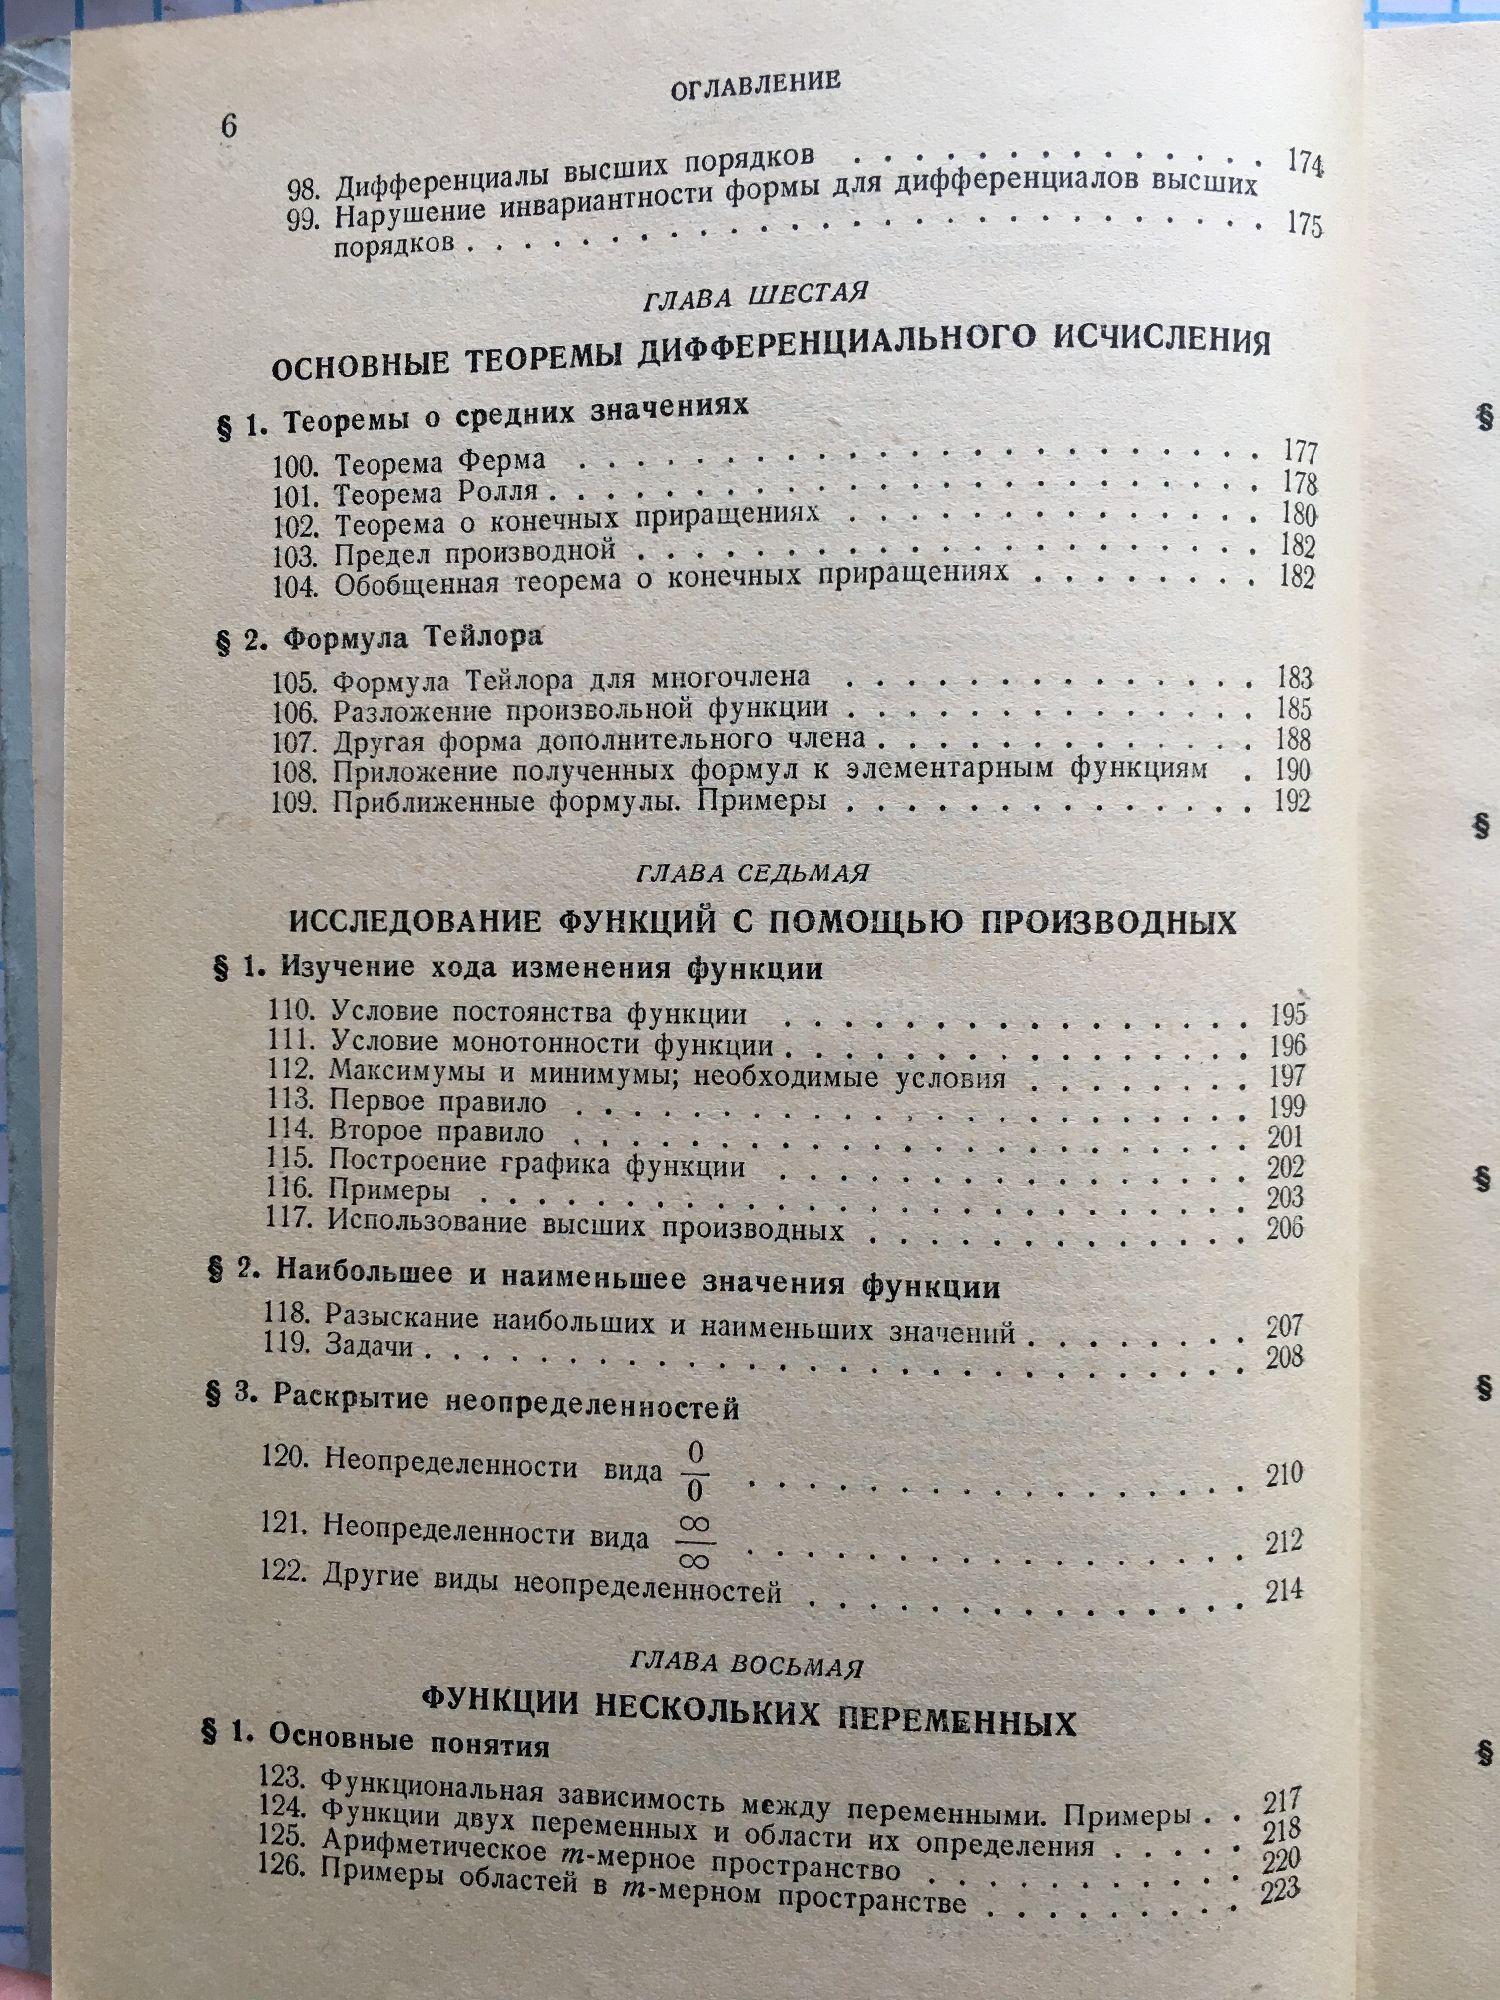 ОГЛАВЛЕНИЕ
6
98. Дифференциалы высших порядков . . . . . . . . . . . . . . 174
99. Нарушение инвариантности формы для дифференциалов высших
порядков . . . . . . . . . . . . . . . . . . . . . . . . . . . 175
ГЛАВА ШЕСТАЯ
ОСНОВНЫЕ ТЕОРЕМЫ ДИФФЕРЕНЦИАЛЬНОГО ИСЧИСЛЕНИЯ
§ 1. Теоремы о средних значениях
100. Теорема Ферма . . . . . . . . . . . . . . . . . . . . . . . 177
101. Теорема Ролля . . . . . . . . . . . . . . . . . . . . . . . . 178
102. Теорема о конечных приращениях . . . . . . . . . . . . . . 180
103. Предел производной . . . . . . . . . . . . . . . . . . . . . 182
104. Обобщенная теорема о конечных приращениях . . . . . . . . 182
§ 2. Формула Тейлора
105. Формула Тейлора для многочлена . . . . . . . . . . . . . . 183
106. Разложение произвольной функции . . . . . . . . . . . . . . 185
107. Другая форма дополнительного члена . . . . . . . . . . . . . 188
108. Приложение полученных формул к элементарным функциям . 190
109. Приближенные формулы. Примеры . . . . . . . . . . . . . . 192
ГЛАВА СЕДЬМАЯ
ИССЛЕДОВАНИЕ ФУНКЦИЙ С ПОМОЩЬЮ ПРОИЗВОДНЫХ
§ 1. Изучение хода изменения функции
110. Условие постоянства функции . . . . . . . . . . . . . . . . 195
111. Условие монотонности функции . . . . . . . . . . . . . . . . 196
112. Максимумы и минимумы; необходимые условия . . . . . . . . 197
113. Первое правило . . . . . . . . . . . . . . . . . . . . . . . 199
114. Второе правило . . . . . . . . . . . . . . . . . . . . . . . 201
115. Построение графика функции . . . . . . . . . . . . . . . . 202
116. Примеры . . . . . . . . . . . . . . . . . . . . . . . . . . 203
117. Использование высших производных . . . . . . . . . . . . . 206
§ 2. Наибольшее и наименьшее значения функции
118. Разыскание наибольших и наименьших значений . . . . . . . . 207
119. Задачи . . . . . . . . . . . . . . . . . . . . . . . . . . . . 208
§ 3. Раскрытие неопределенностей
120. Неопределенности вида 0/0 . . . . . . . . . . . . . . . . . 210
121. Неопределенности вида ∞/∞ . . . . . . . . . . . . . . . . . 212
122. Другие виды неопределенностей . . . . . . . . . . . . . . . 214
ГЛАВА ВОСЬМАЯ
ФУНКЦИИ НЕСКОЛЬКИХ ПЕРЕМЕННЫХ
§ 1. Основные понятия
123. Функциональная зависимость между переменными. Примеры . . 217
124. Функции двух переменных и области их определения . . . . . 218
125. Арифметическое m-мерное пространство . . . . . . . . . . . 220
126. Примеры областей в m-мерном пространстве . . . . . . . . . 223
§
§
§
§
§